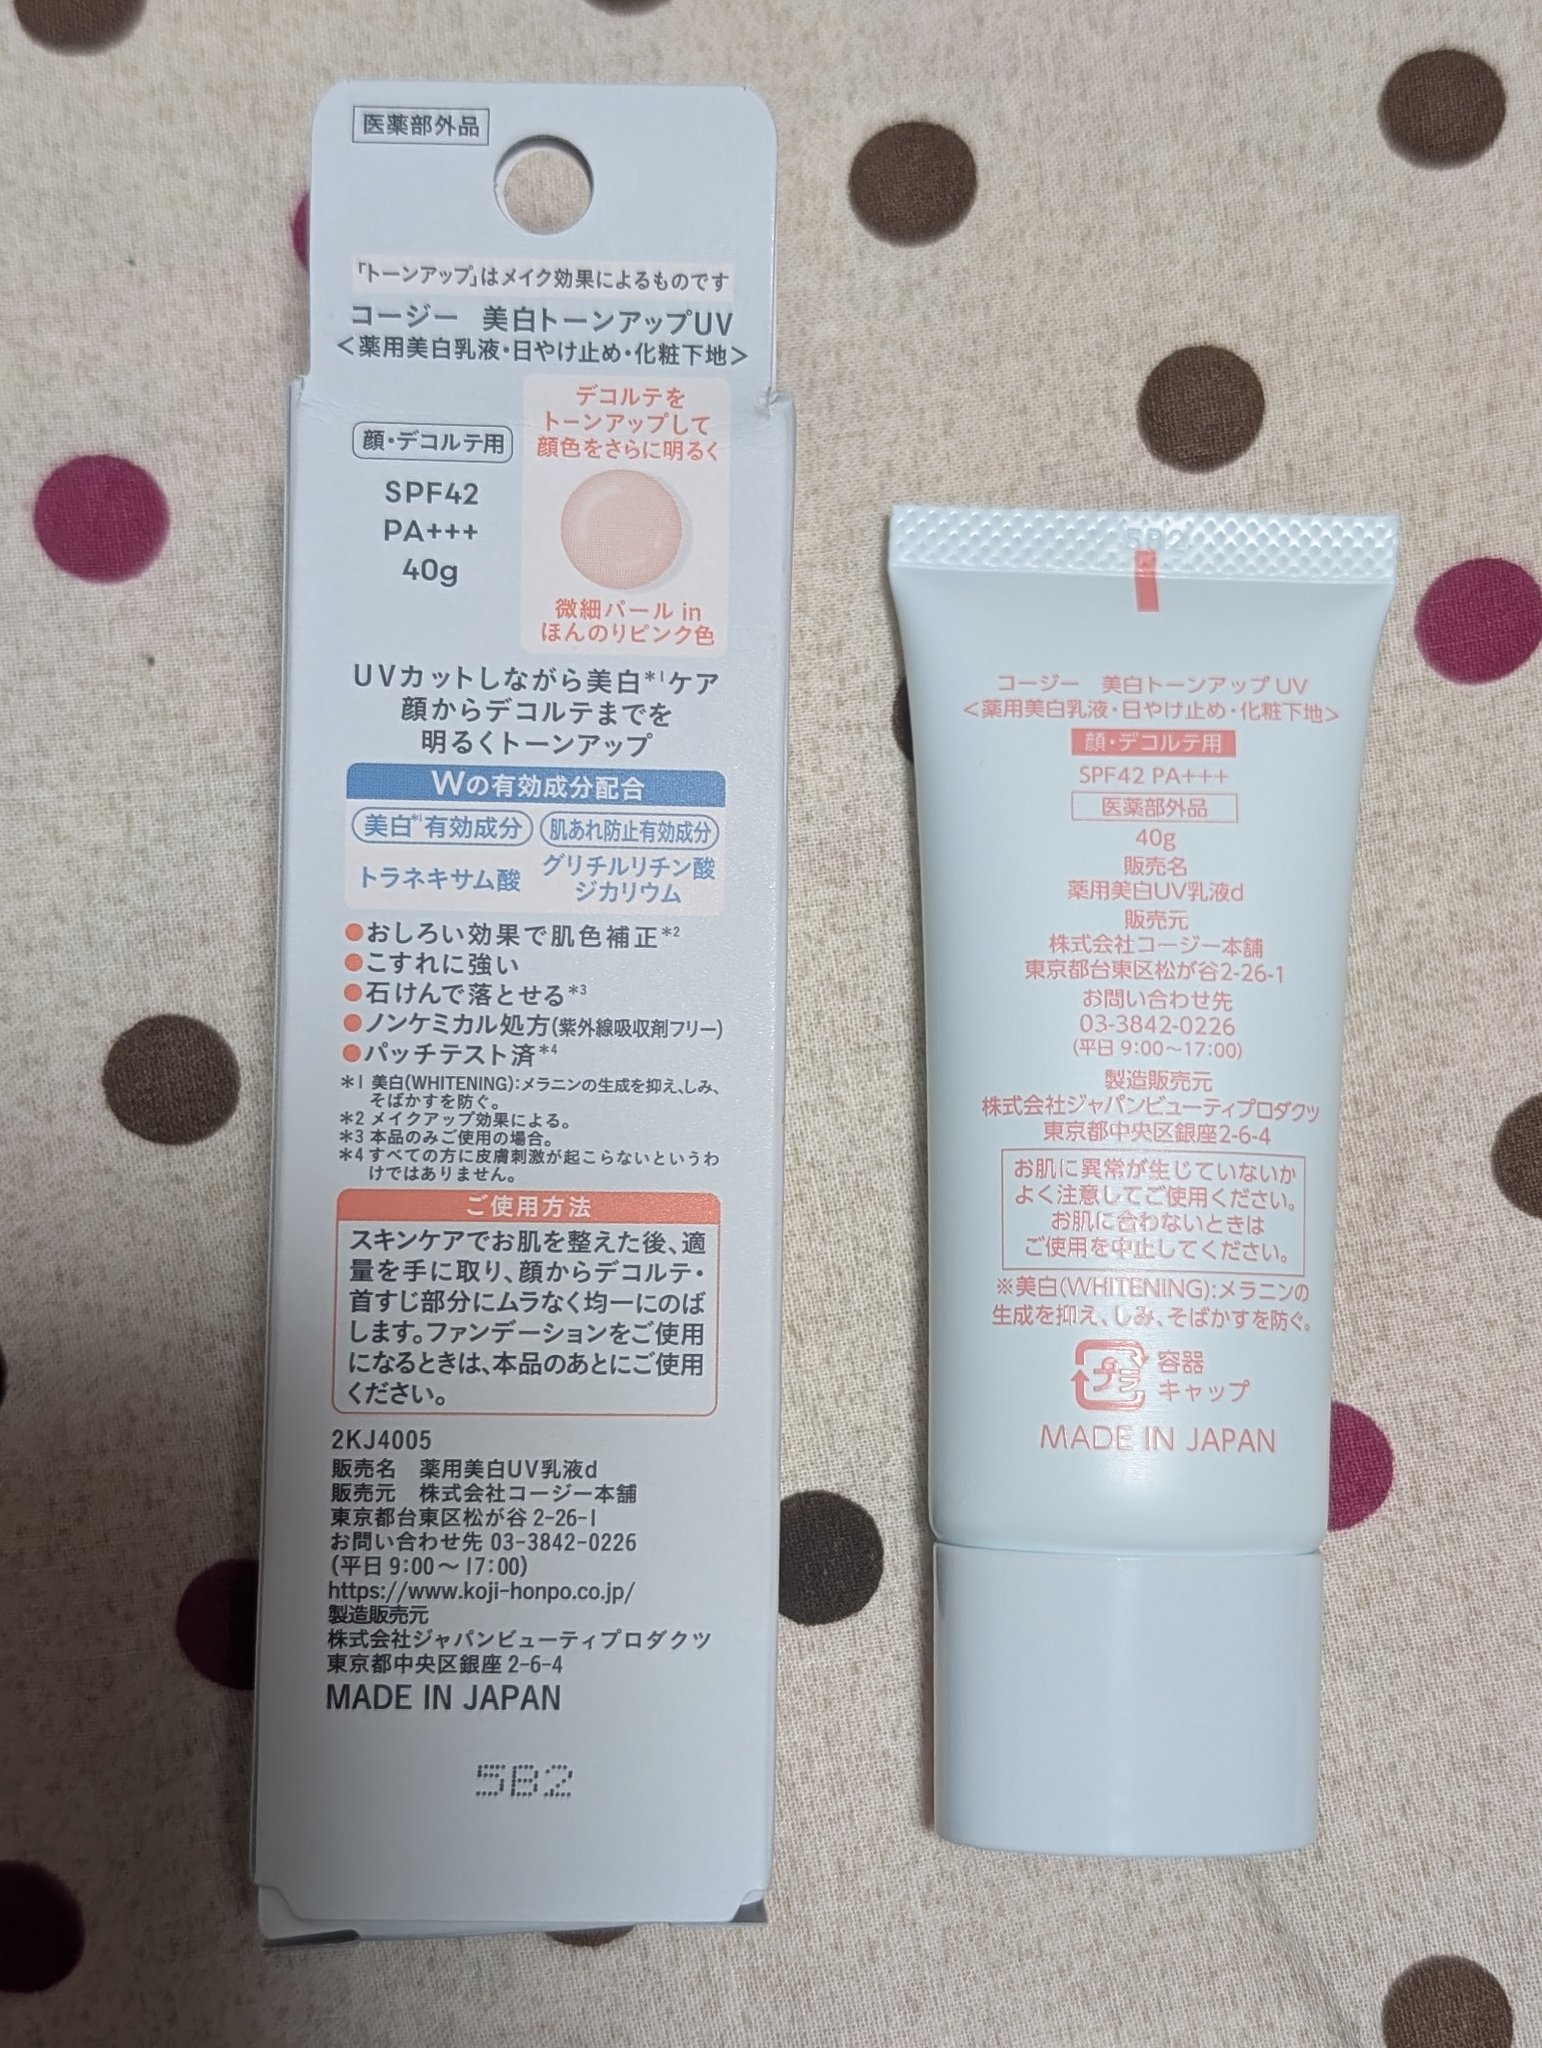 医薬部外品
「トーンアップ」はメイク効果によるものです
コージー 美白トーンアップUV
＜薬用美白乳液・日やけ止め・化粧下地＞
顔・デコルテ用
SPF42
PA+++
40g
デコルテを
トーンアップして
顔色をさらに明るく
微細パール in
ほんのりピンク色
UVカットしながら美白*1ケア
顔からデコルテまでを
明るくトーンアップ
Wの有効成分配合
美白*1有効成分
トラネキサム酸
肌あれ防止有効成分
グリチルリチン酸
ジカリウム
●おしろい効果で肌色補正*2
●こすれに強い
●石けんで落とせる*3
●ノンケミカル処方(紫外線吸収剤フリー)
●パッチテスト済*4
*1 美白(WHITENING):メラニンの生成を抑え、しみ、
そばかすを防ぐ。
*2 メイクアップ効果による。
*3 本品のみご使用の場合。
*4 すべての方に皮膚刺激が起こらないというわ
けではありません。
ご使用方法
スキンケアでお肌を整えた後、適
量を手に取り、顔からデコルテ・
首すじ部分にムラなく均一にのば
します。ファンデーションをご使用
になるときは、本品のあとにご使用
ください。
2KJ4005
販売名 薬用美白UV乳液d
販売元 株式会社コージー本舗
東京都台東区松が谷 2-26-1
お問い合わせ先 03-3842-0226
(平日 9:00～17:00)
https://www.koji-honpo.co.jp/
製造販売元
株式会社ジャパンビューティプロダクツ
東京都中央区銀座 2-6-4
MADE IN JAPAN
5B2
5B2
コージー 美白トーンアップ UV
＜薬用美白乳液・日やけ止め・化粧下地＞
顔・デコルテ用
SPF42 PA+++
医薬部外品
40g
販売名
薬用美白UV乳液d
販売元
株式会社コージー本舗
東京都台東区松が谷2-26-1
お問い合わせ先
03-3842-0226
(平日 9:00～17:00)
製造販売元
株式会社ジャパンビューティプロダクツ
東京都中央区銀座2-6-4
お肌に異常が生じていないか
よく注意してご使用ください。
お肌に合わないときは
ご使用を中止してください。
※美白(WHITENING):メラニンの
生成を抑え、しみ、そばかすを防ぐ。
プラ 容器
キャップ
MADE IN JAPAN